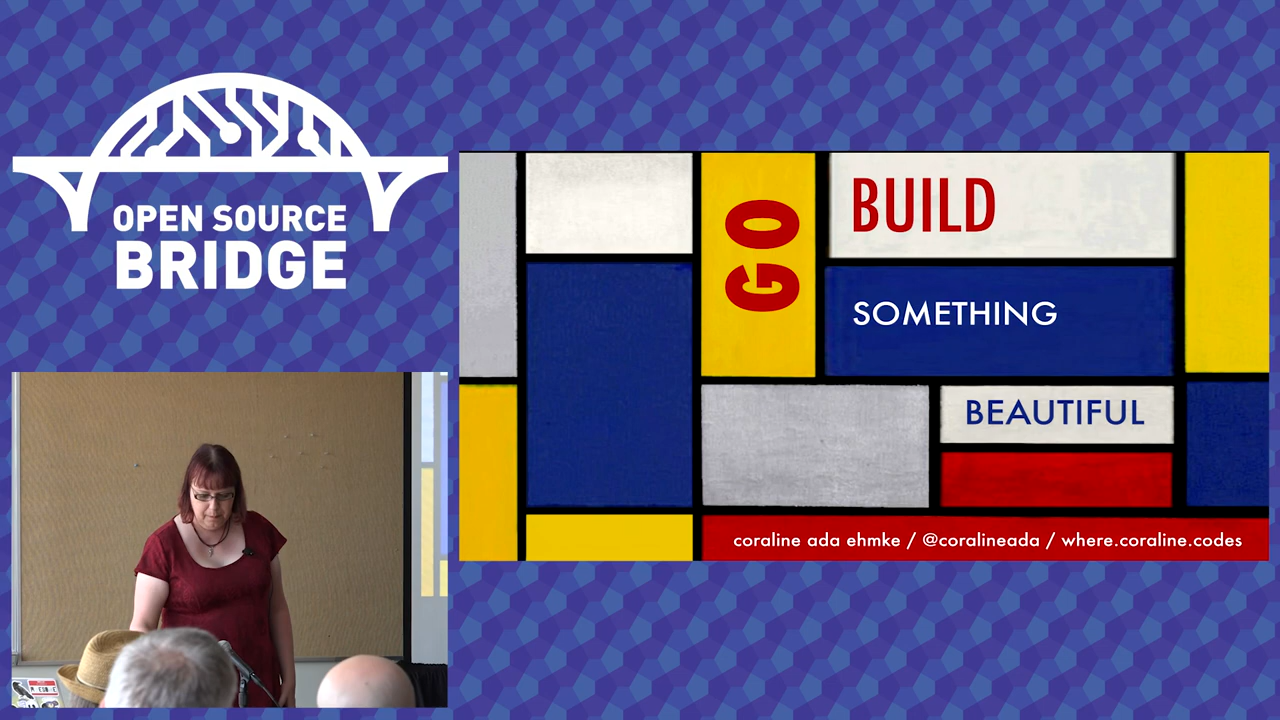 OPEN SOURCE
BRIDGE
GO
BUILD
SOMETHING
BEAUTIFUL
coraline ada ehmke / @coralineada / where.coraline.codes